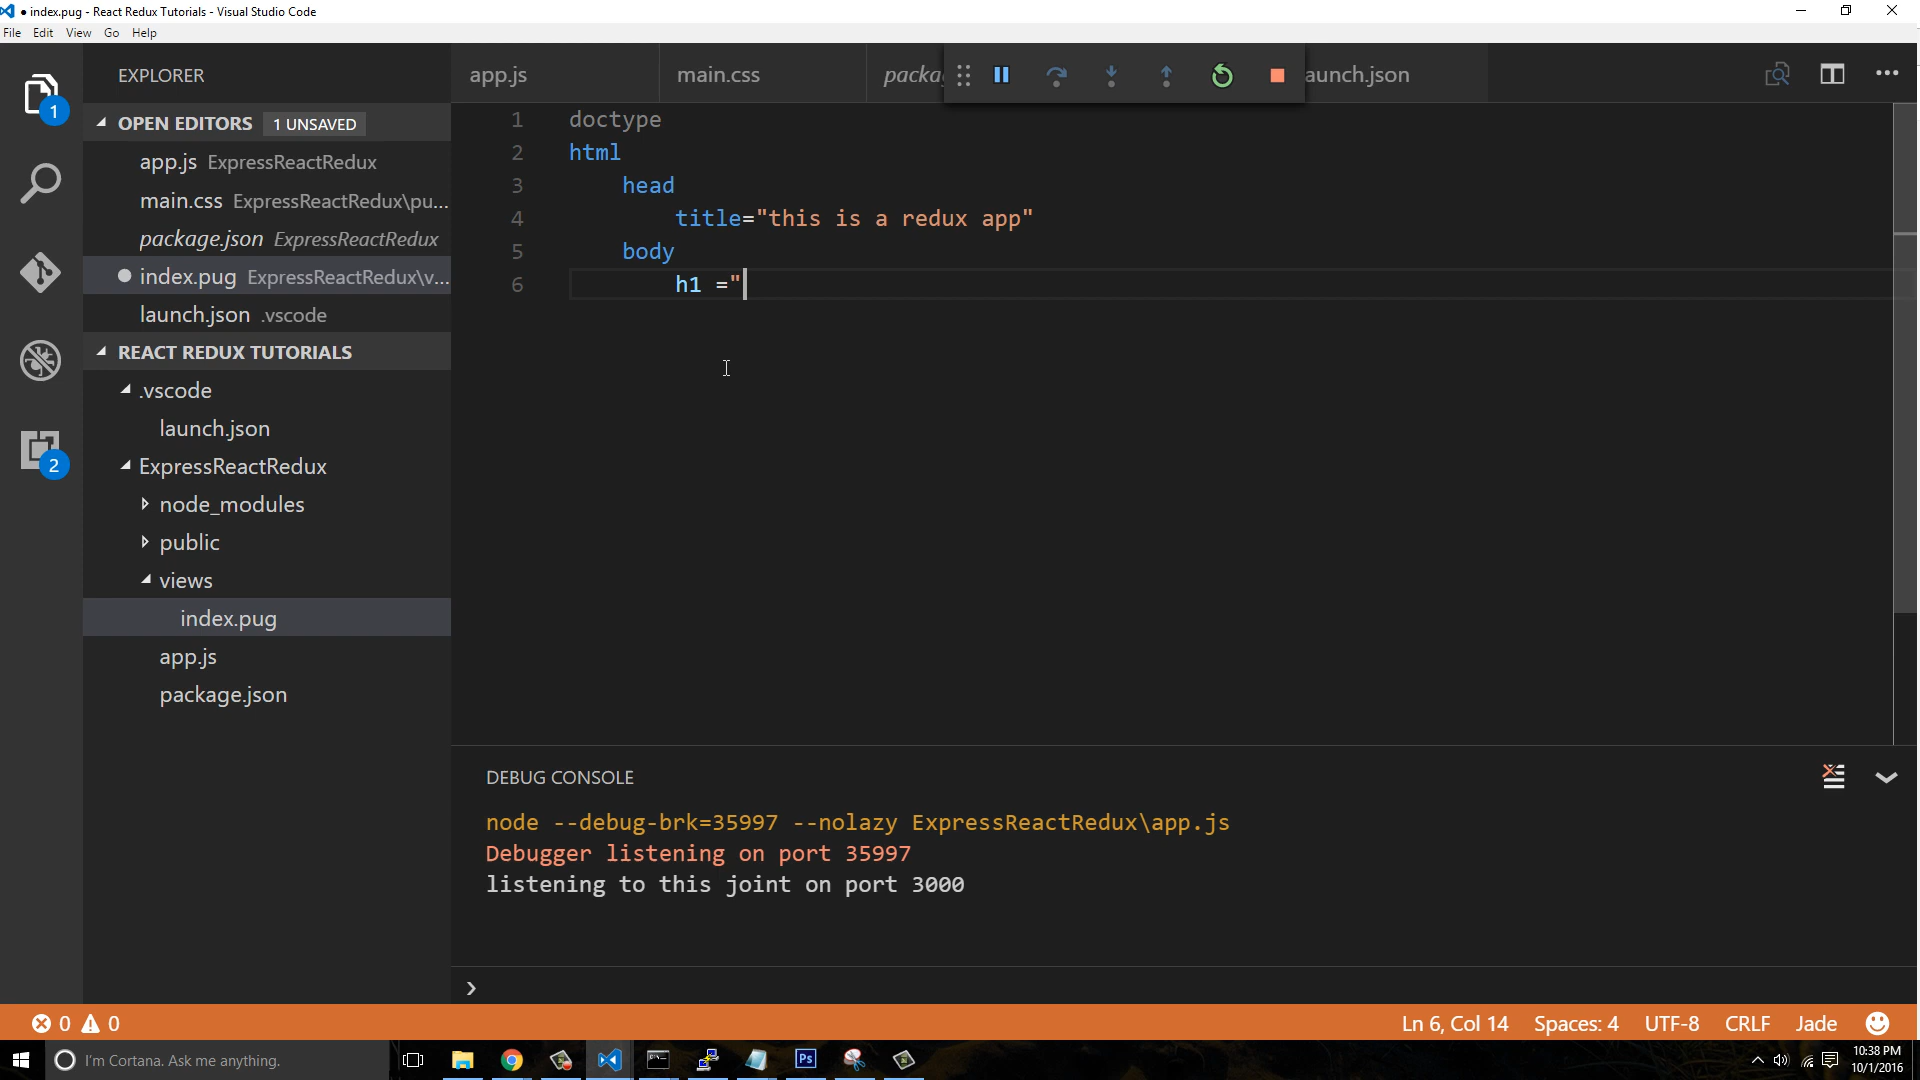 ● index.pug - React Redux Tutorials - Visual Studio Code
File Edit View Go Help
EXPLORER
1
OPEN EDITORS 1 UNSAVED
app.js ExpressReactRedux
main.css ExpressReactRedux\pu...
package.json ExpressReactRedux
index.pug ExpressReactRedux\v...
launch.json .vscode
REACT REDUX TUTORIALS
.vscode
launch.json
ExpressReactRedux
2
node_modules
public
views
index.pug
app.js
package.json
app.js main.css packa aunch.json
1 doctype
2 html
3 head
4 title="this is a redux app"
5 body
6 h1 ="
DEBUG CONSOLE
node --debug-brk=35997 --nolazy ExpressReactRedux\app.js
Debugger listening on port 35997
listening to this joint on port 3000
0 0 Ln 6, Col 14 Spaces: 4 UTF-8 CRLF Jade
I'm Cortana. Ask me anything. Ps 10:38 PM
10/1/2016